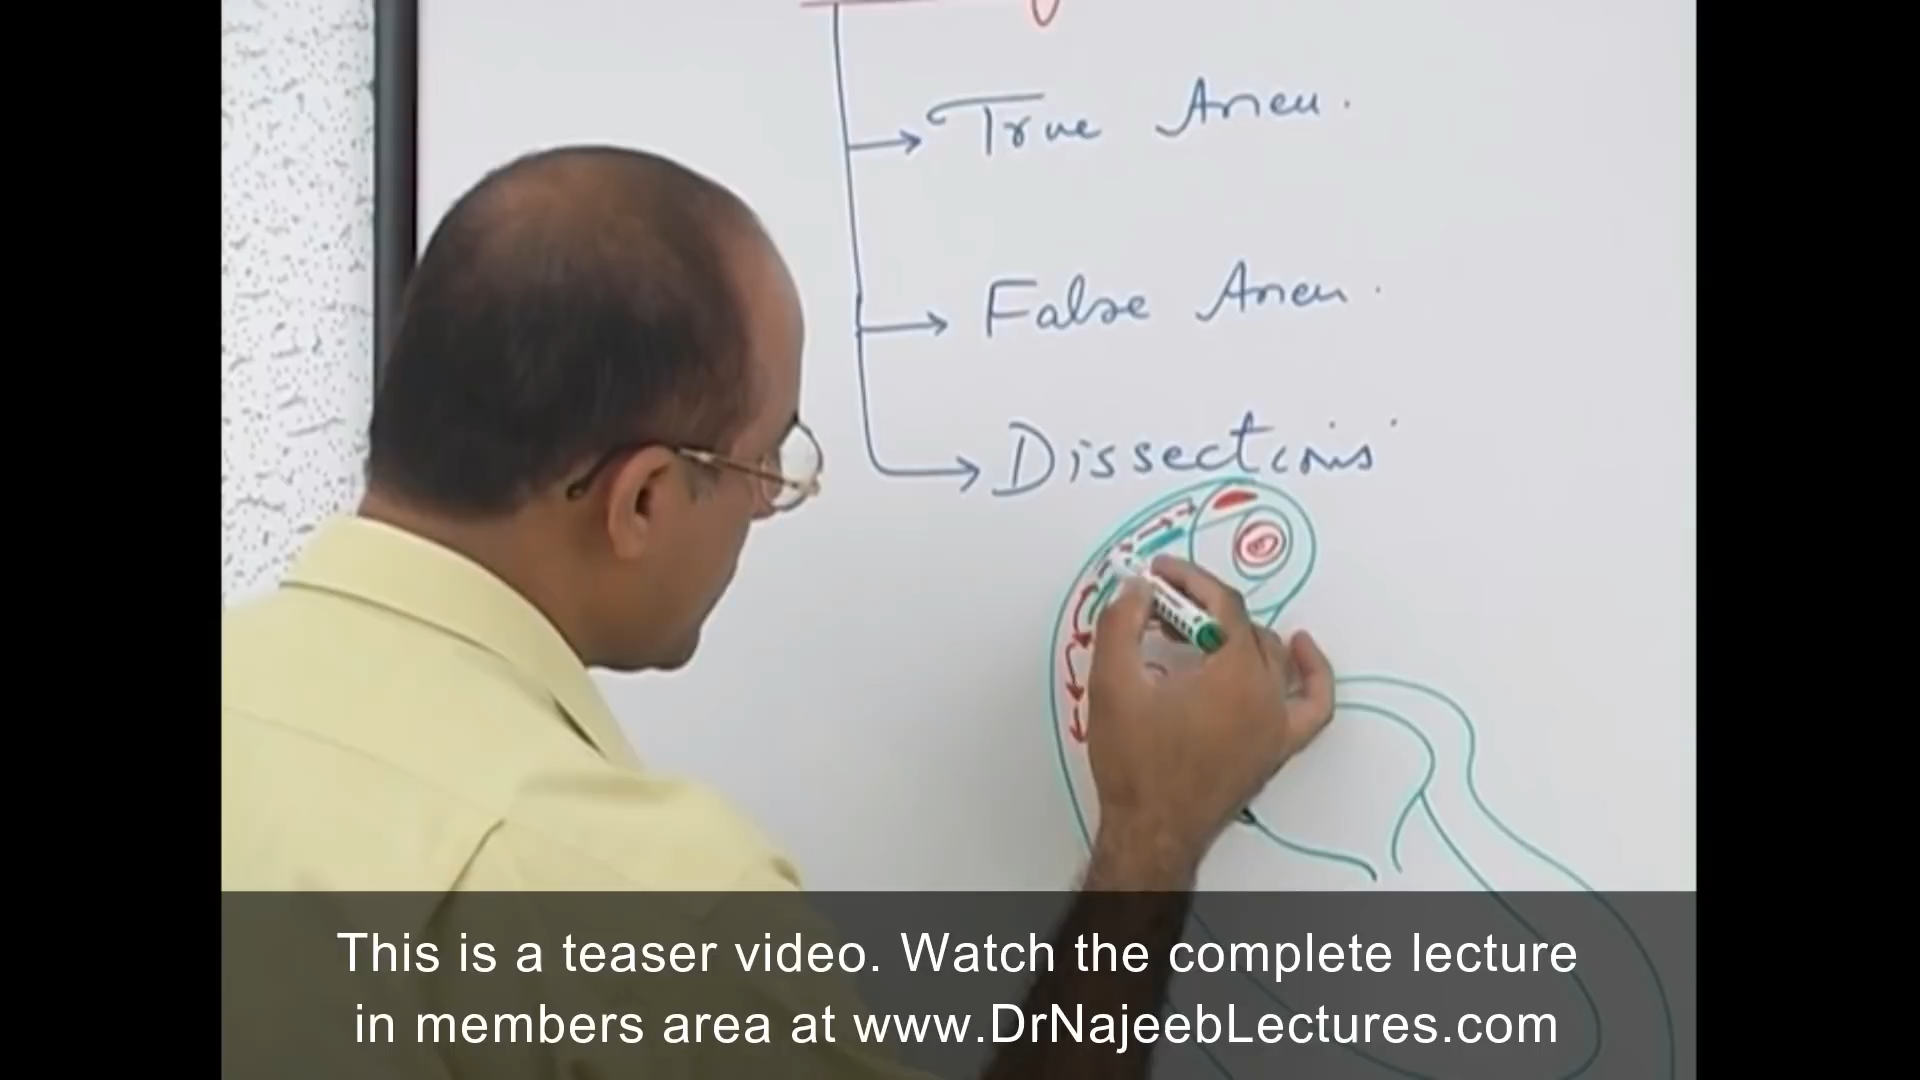 True Aneu.
False Aneu.
Dissections
This is a teaser video. Watch the complete lecture
in members area at www.DrNajeebLectures.com